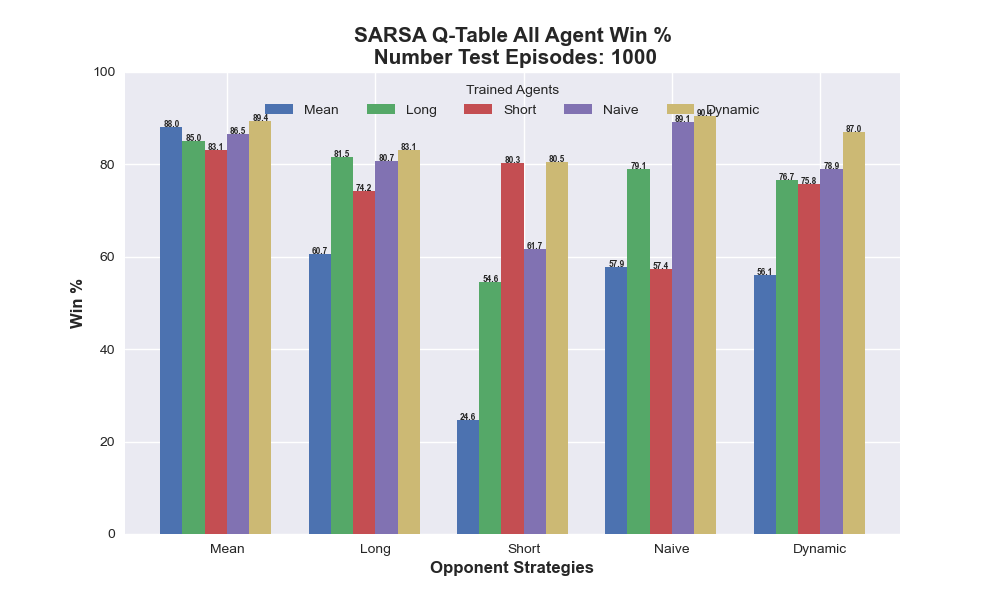 SARSA Q-Table All Agent Win %
Number Test Episodes: 1000
Trained Agents
Mean Long Short Naive Dynamic
Win %
100
80
60
40
20
0
88.0 85.0 83.1 86.5 89.4
60.7 81.5 74.2 80.7 83.1
24.6 54.6 80.3 61.7 80.5
57.9 79.1 57.4 89.1
56.1 76.7 75.8 78.9 87.0
Mean Long Short Naive Dynamic
Opponent Strategies